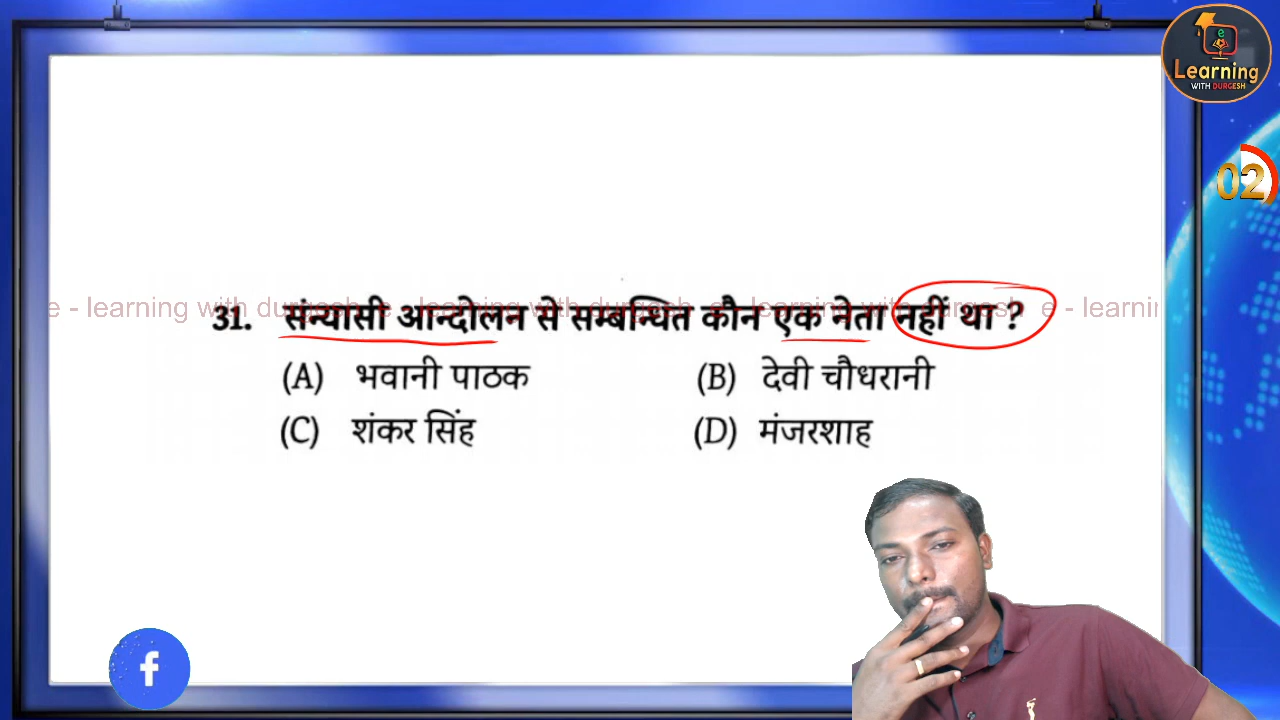 e
Learning
WITH DURGESH
02
e - learning with durgesh e - learning with durgesh e - learning with durgesh e - learnin
31. संन्यासी आन्दोलन से सम्बन्धित कौन एक नेता नहीं था ?
(A) भवानी पाठक (B) देवी चौधरानी
(C) शंकर सिंह (D) मंजरशाह
f